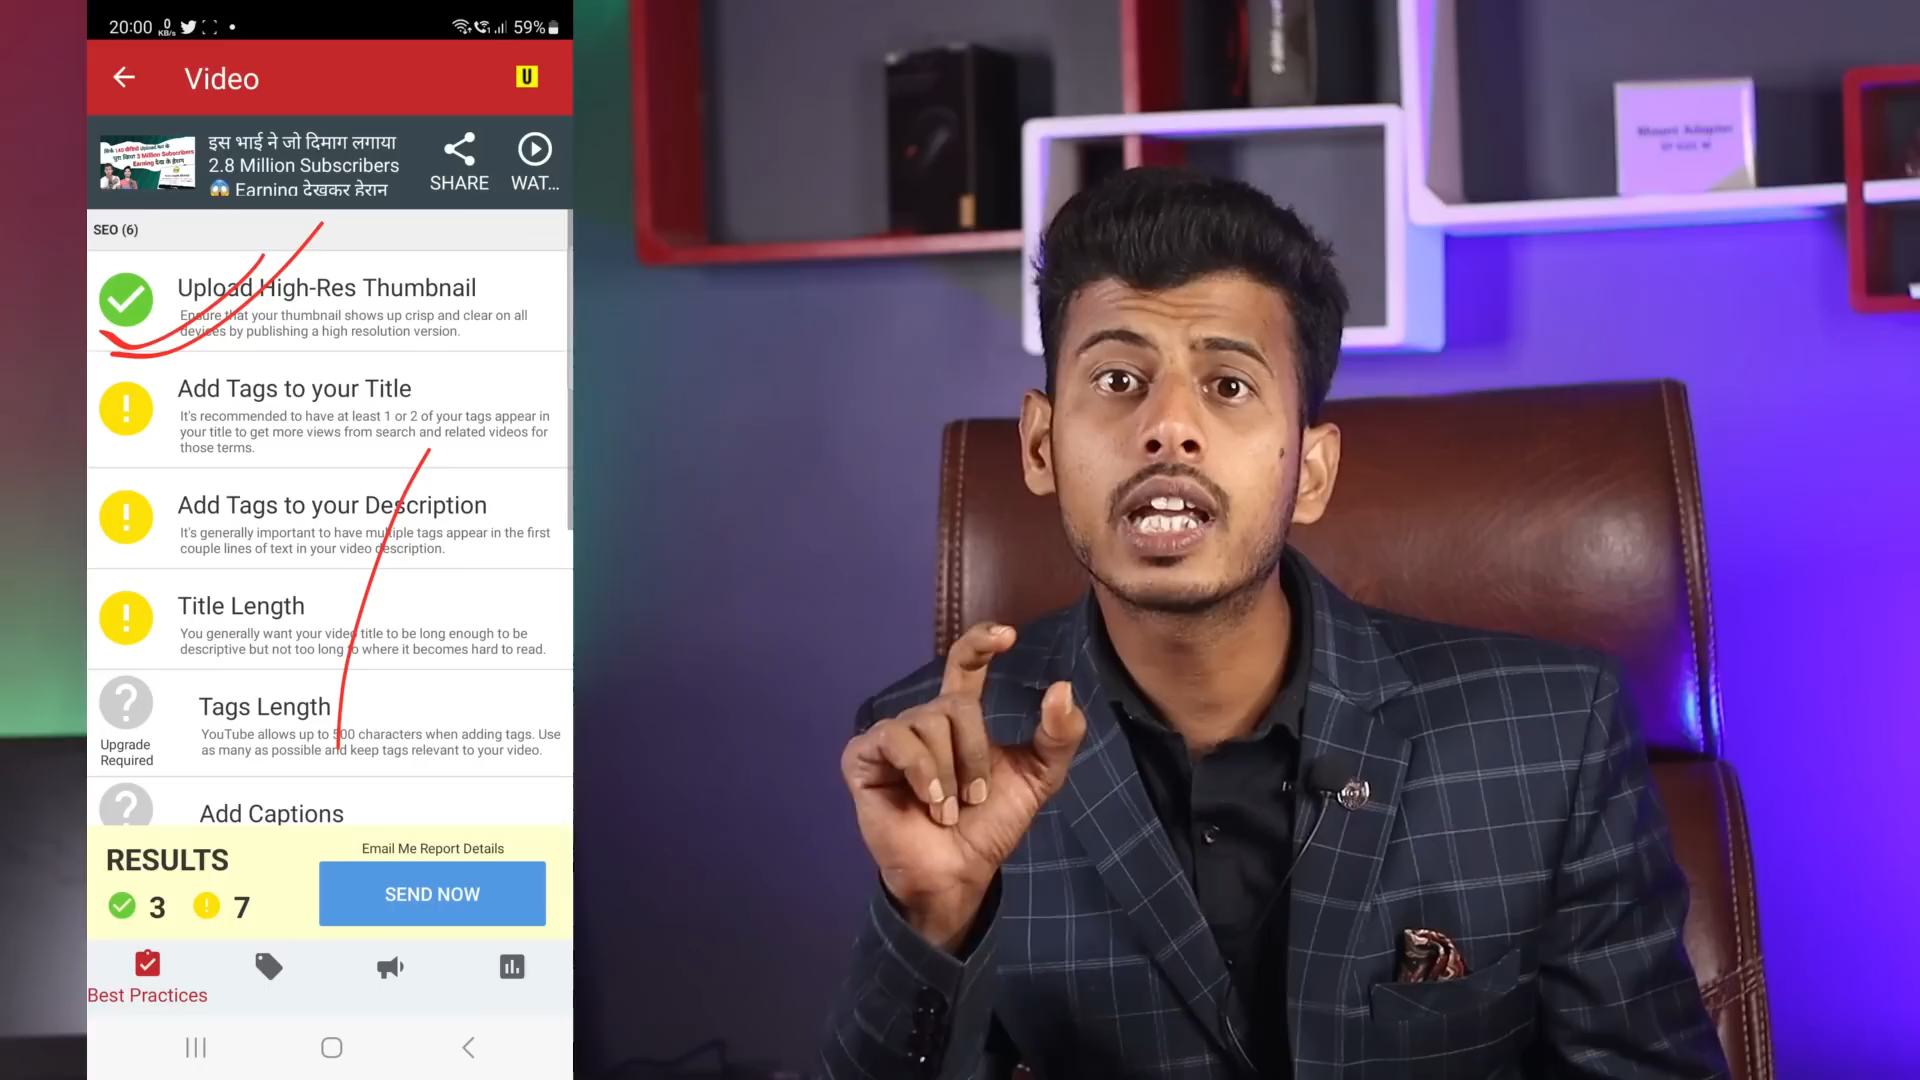 20:00 0 KB/s 59%
Video
U
इस भाई ने जो दिमाग लगाया
2.8 Million Subscribers
😱 Earning देखकर हैरान
SHARE
WAT...
SEO (6)
Upload High-Res Thumbnail
Ensure that your thumbnail shows up crisp and clear on all
devices by publishing a high resolution version.
Add Tags to your Title
It's recommended to have at least 1 or 2 of your tags appear in
your title to get more views from search and related videos for
those terms.
Add Tags to your Description
It's generally important to have multiple tags appear in the first
couple lines of text in your video description.
Title Length
You generally want your video title to be long enough to be
descriptive but not too long to where it becomes hard to read.
Upgrade
Required
Tags Length
YouTube allows up to 500 characters when adding tags. Use
as many as possible and keep tags relevant to your video.
Add Captions
RESULTS
3 7
Email Me Report Details
SEND NOW
Best Practices
Mount Adapter